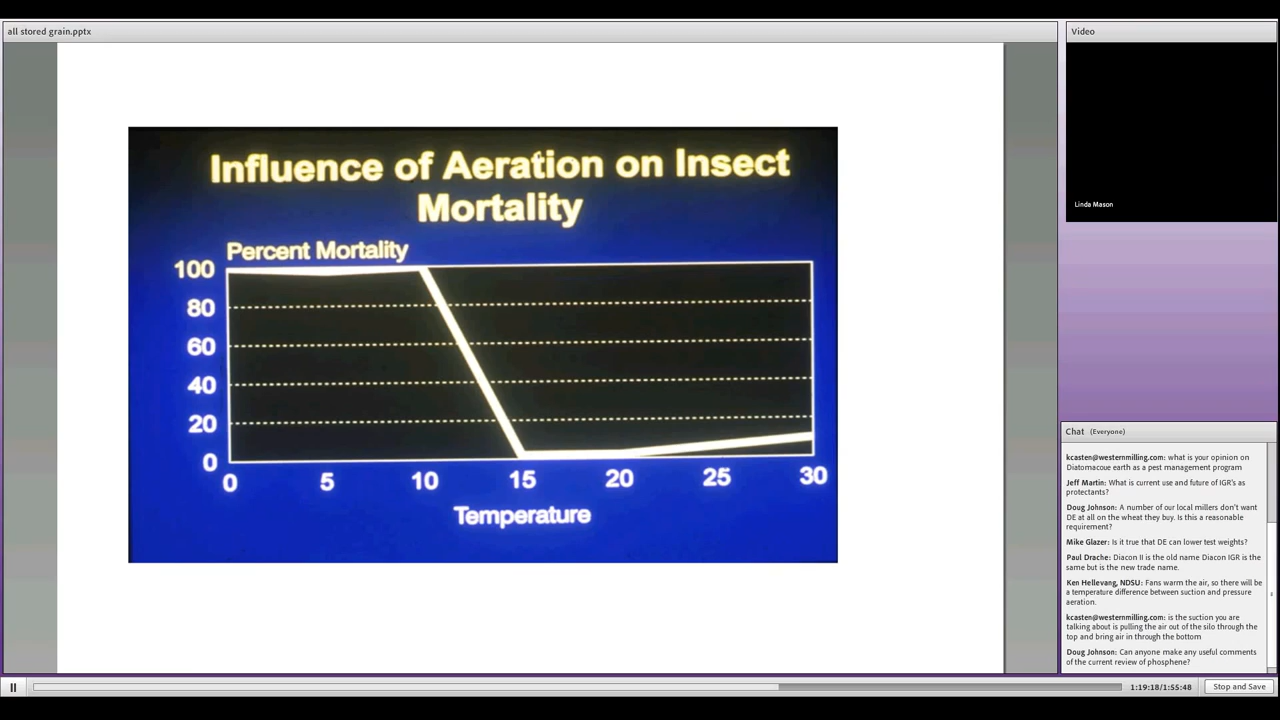 all stored grain.pptx
Influence of Aeration on Insect
Mortality
Percent Mortality
100
80
60
40
20
0
0 5 10 15 20 25 30
Temperature
Video
Linda Mason
Chat (Everyone)
kcasten@westernmilling.com: what is your opinion on
Diatomacoue earth as a pest management program
Jeff Martin: What is current use and future of IGR's as
protectants?
Doug Johnson: A number of our local millers don't want
DE at all on the wheat they buy. Is this a reasonable
requirement?
Mike Glazer: Is it true that DE can lower test weights?
Paul Drache: Diacon II is the old name Diacon IGR is the
same but is the new trade name.
Ken Hellevang, NDSU: Fans warm the air, so there will be
a temperature difference between suction and pressure
aeration.
kcasten@westernmilling.com: is the suction you are
talking about is pulling the air out of the silo through the
top and bring air in through the bottom
Doug Johnson: Can anyone make any useful comments
of the current review of phosphene?
1:19:18/1:55:48
Stop and Save